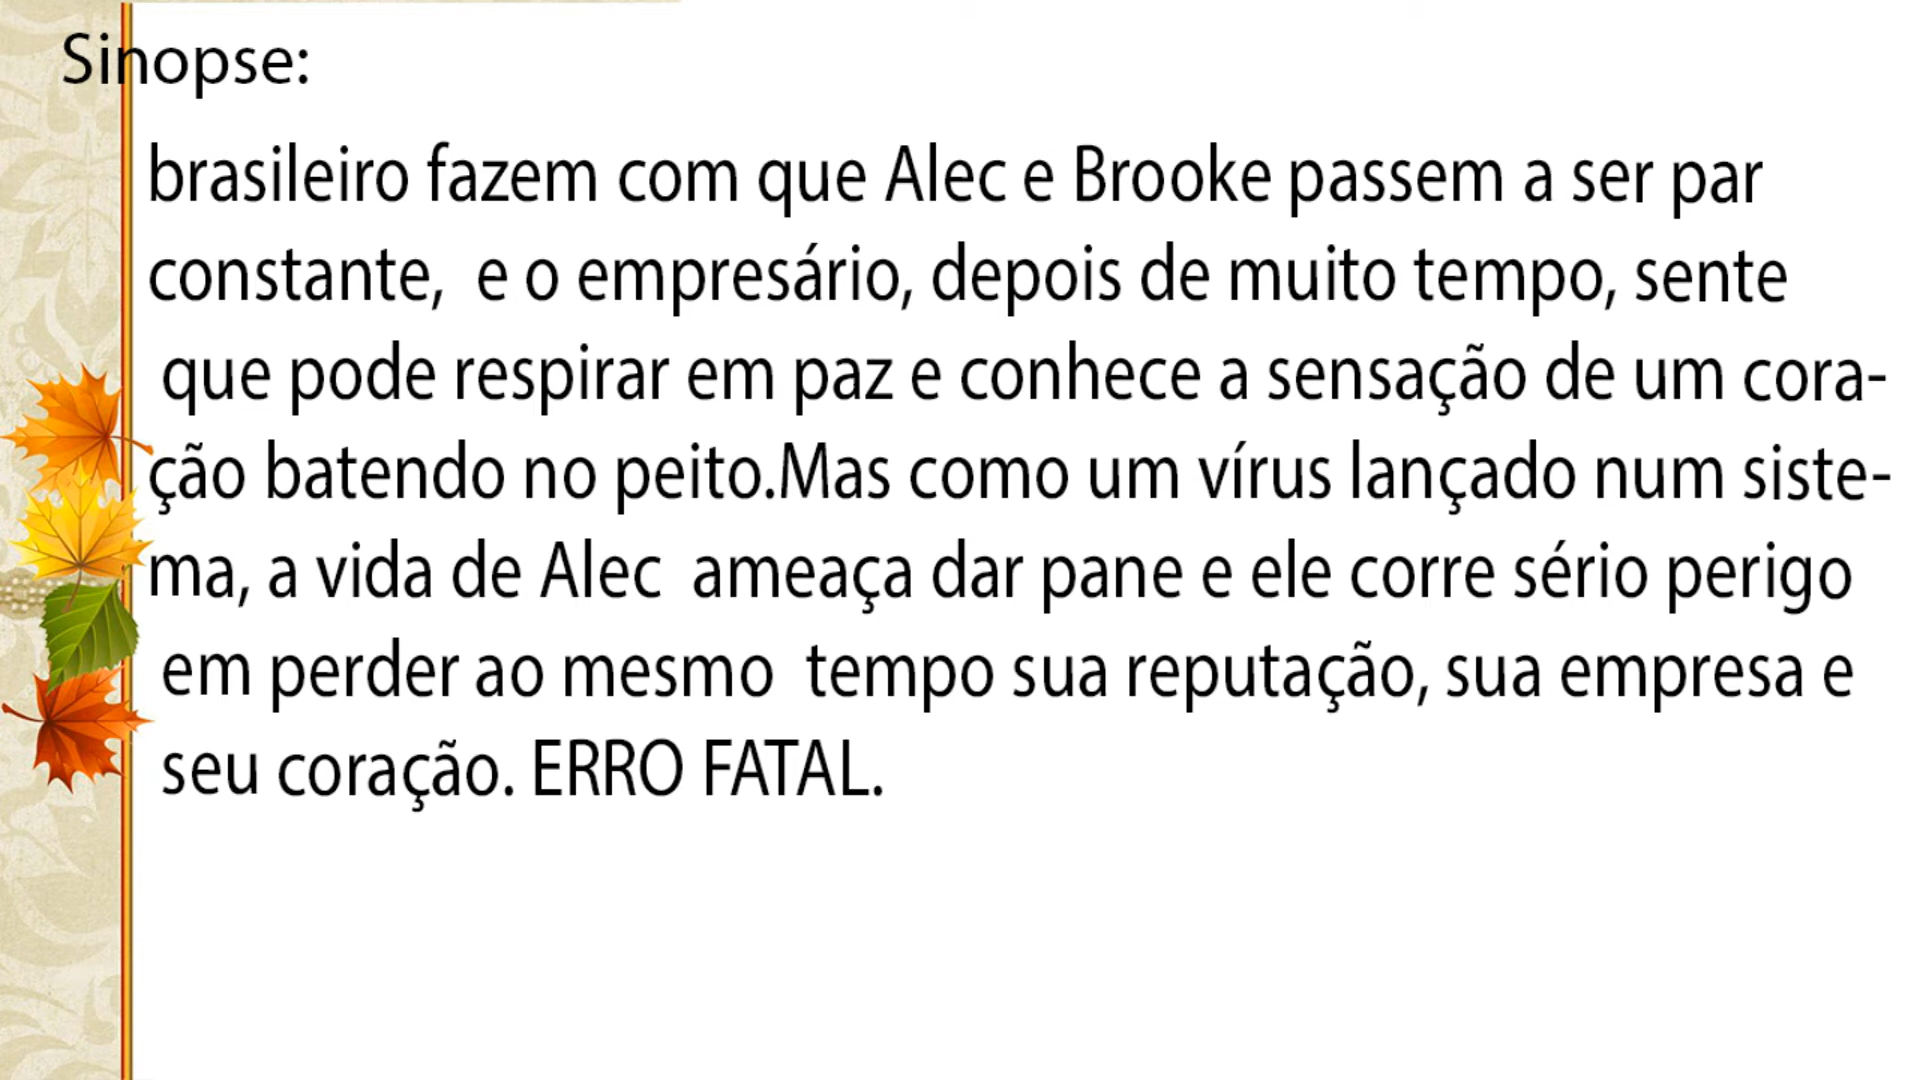 Sinopse:
brasileiro fazem com que Alec e Brooke passem a ser par
constante,  e o empresário, depois de muito tempo, sente
que pode respirar em paz e conhece a sensação de um cora-
ção batendo no peito.Mas como um vírus lançado num siste-
ma, a vida de Alec  ameaça dar pane e ele corre sério perigo
em perder ao mesmo  tempo sua reputação, sua empresa e
seu coração. ERRO FATAL.